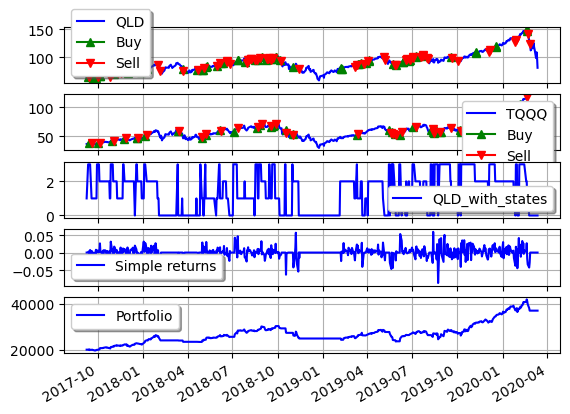 150
100
QLD
Buy
Sell
100
50
TQQQ
Buy
Sell
2
0
QLD_with_states
0.05
0.00
−0.05
Simple returns
40000
20000
Portfolio
2017-10
2018-01
2018-04
2018-07
2018-10
2019-01
2019-04
2019-07
2019-10
2020-01
2020-04